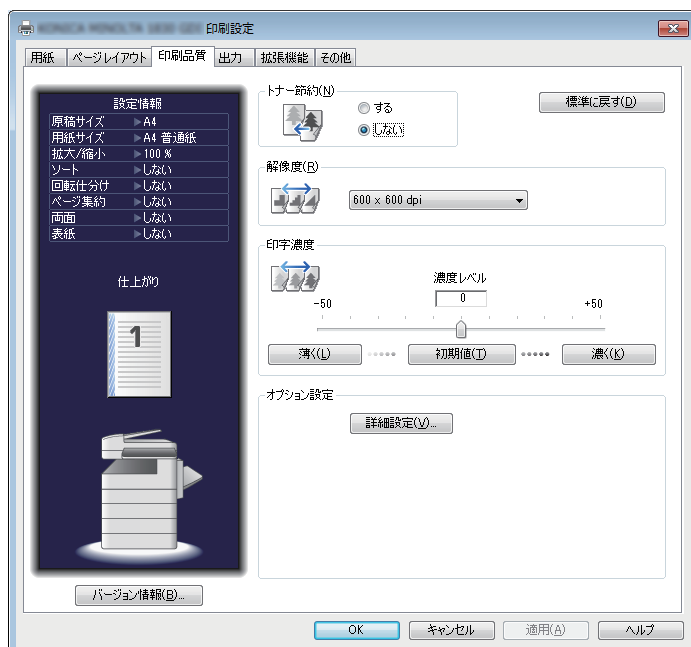 印刷設定
用紙 ページレイアウト 印刷品質 出力 拡張機能 その他
設定情報
原稿サイズ ▶A4
用紙サイズ ▶A4 普通紙
拡大/縮小 ▶100 %
ソート ▶しない
回転仕分け ▶しない
ページ集約 ▶しない
両面 ▶しない
表紙 ▶しない
仕上がり
1
バージョン情報(B)...
トナー節約(N)
する
しない
標準に戻す(D)
解像度(R)
600 x 600 dpi
印字濃度
濃度レベル
-50 0 +50
薄く(L) 初期値(T) 濃く(K)
オプション設定
詳細設定(V)...
OK キャンセル 適用(A) ヘルプ